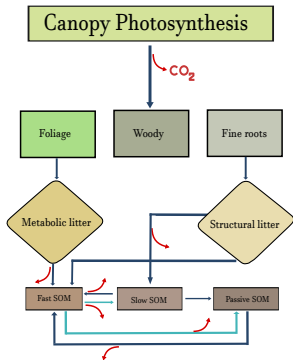 Canopy Photosynthesis
CO2
Foliage
Woody
Fine roots
Metabolic litter
Structural litter
Fast SOM
Slow SOM
Passive SOM